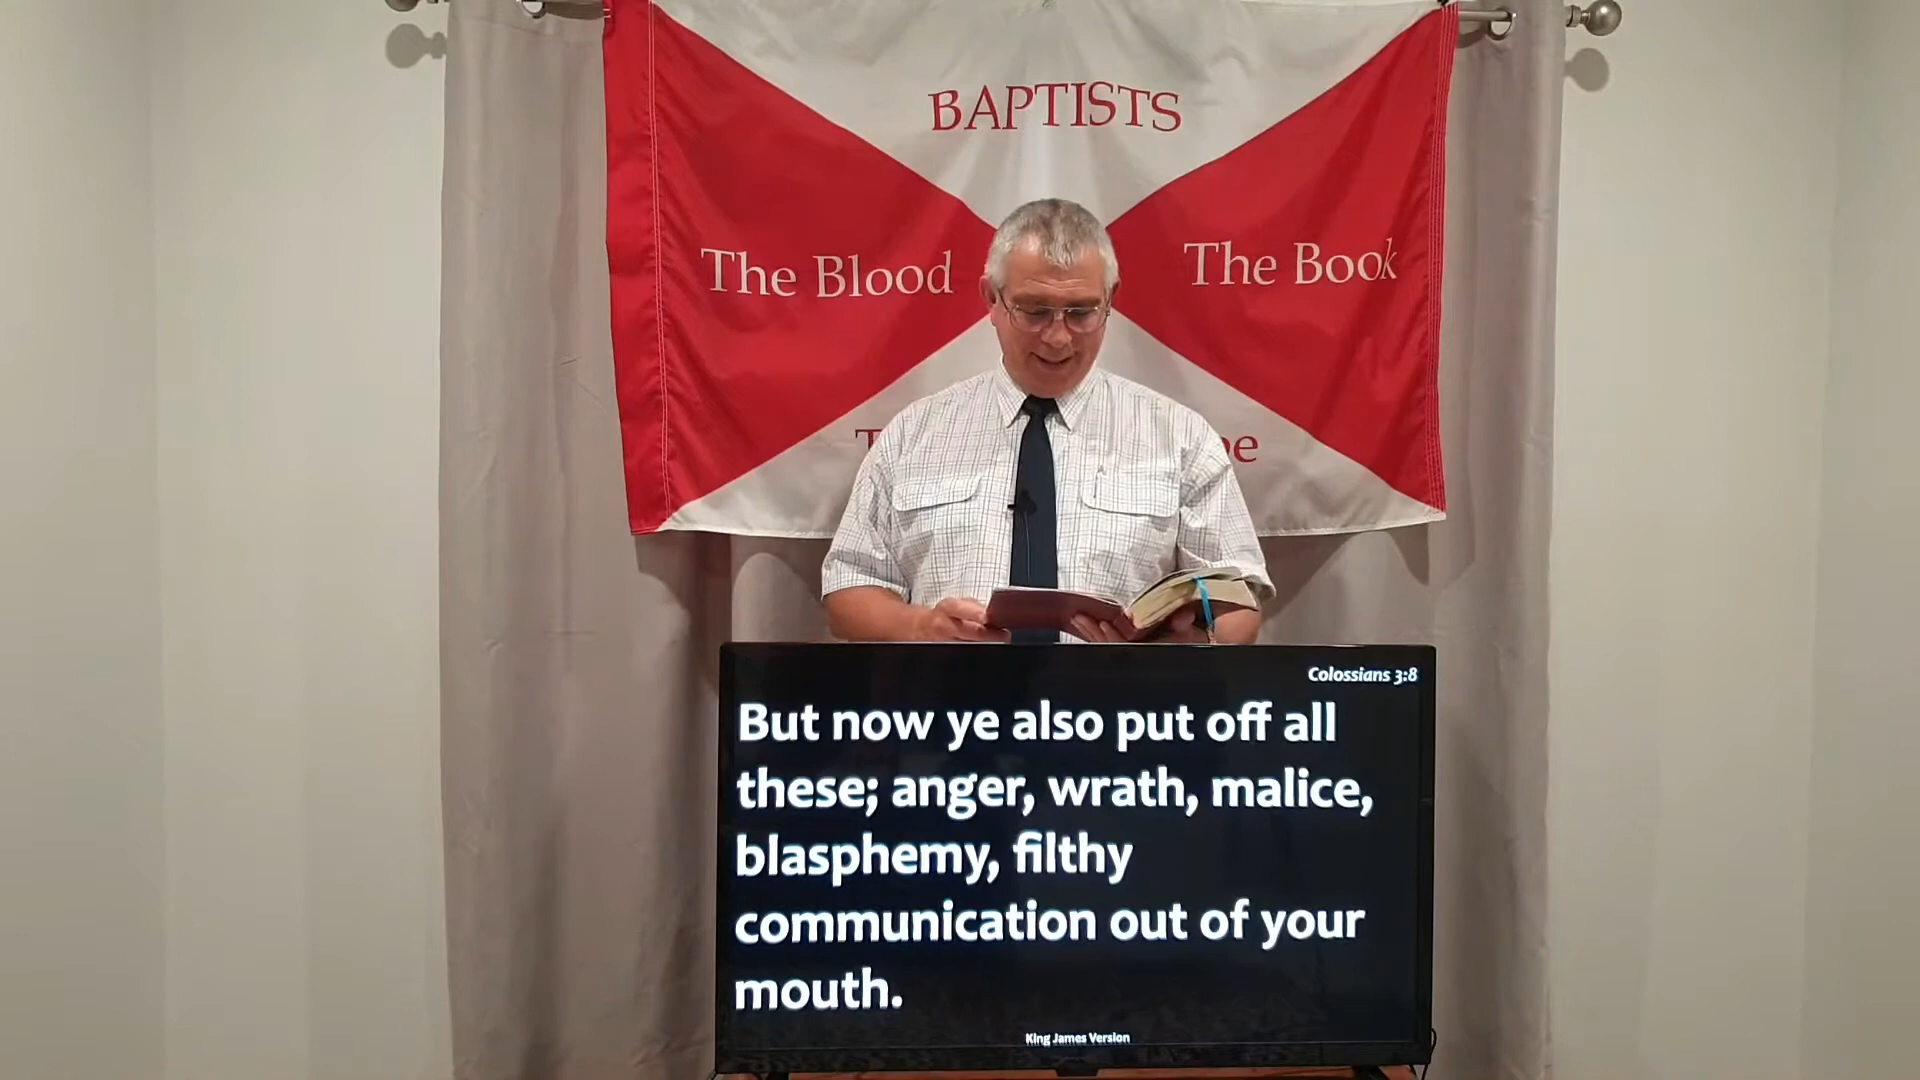 BAPTISTS
The Blood
The Book
Colossians 3:8
But now ye also put off all
these; anger, wrath, malice,
blasphemy, filthy
communication out of your
mouth.
King James Version